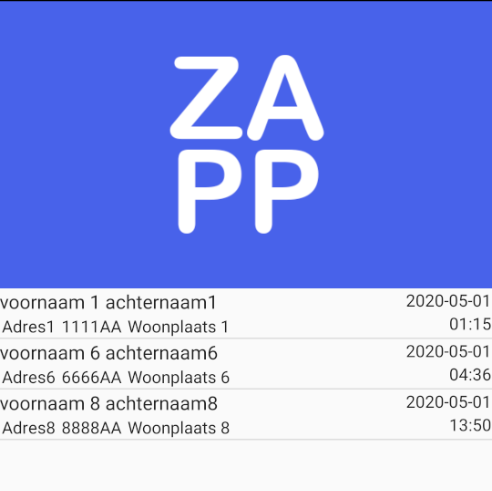 ZA
PP
voornaam 1 achternaam1 2020-05-01
Adres1 1111AA Woonplaats 1 01:15
voornaam 6 achternaam6 2020-05-01
Adres6 6666AA Woonplaats 6 04:36
voornaam 8 achternaam8 2020-05-01
Adres8 8888AA Woonplaats 8 13:50